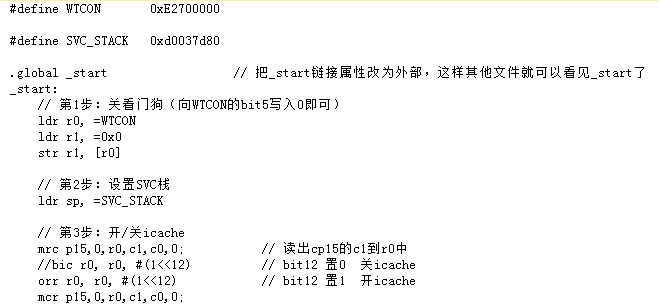 #define WTCON 0xE2700000
#define SVC_STACK 0xd0037d80
.global _start // 把_start链接属性改为外部，这样其他文件就可以看见_start了
_start:
// 第1步：关看门狗（向WTCON的bit5写入0即可）
ldr r0, =WTCON
ldr r1, =0x0
str r1, [r0]
// 第2步：设置SVC栈
ldr sp, =SVC_STACK
// 第3步：开/关icache
mrc p15,0,r0,c1,c0,0; // 读出cp15的c1到r0中
//bic r0, r0, #(1<<12) // bit12 置0 关icache
orr r0, r0, #(1<<12) // bit12 置1 开icache
mcr p15,0,r0,c1,c0,0;